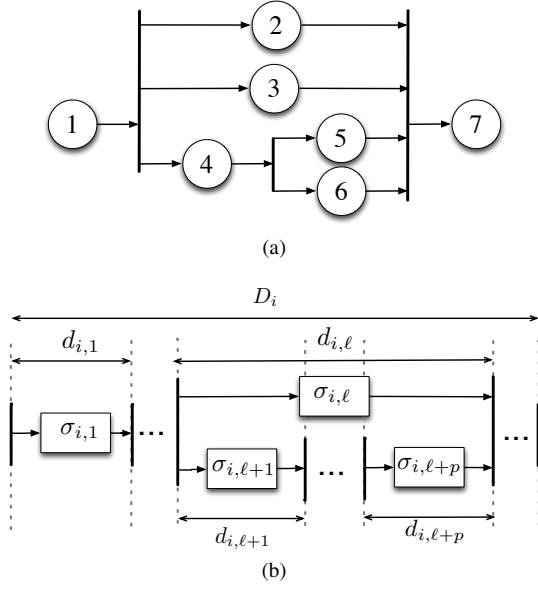 2
3
1
4
5
6
7
(a)
D_i
d_{i,1}
d_{i,ℓ}
σ_{i,ℓ}
σ_{i,1}
...
...
σ_{i,ℓ+1}
...
σ_{i,ℓ+p}
d_{i,ℓ+1}
d_{i,ℓ+p}
(b)